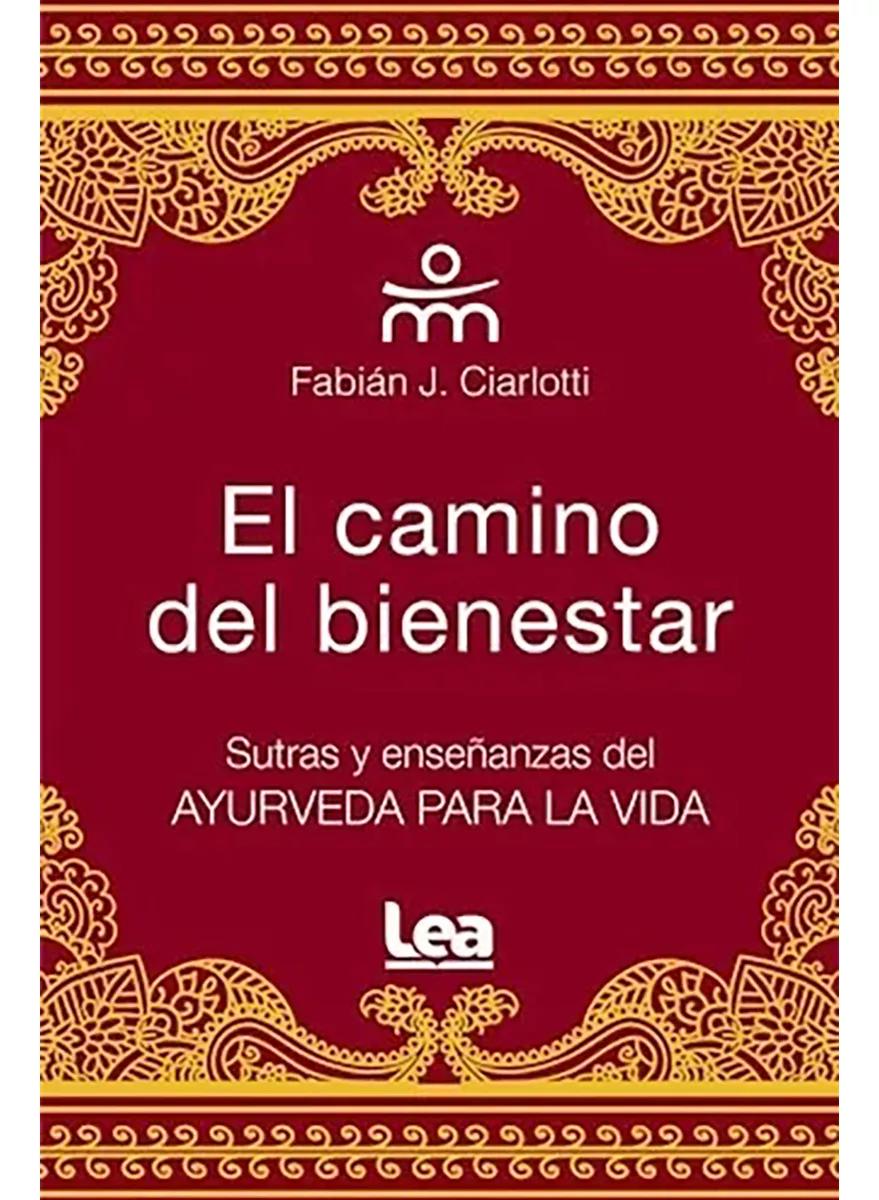 Fabián J. Ciarlotti
El camino
del bienestar
Sutras y enseñanzas del
AYURVEDA PARA LA VIDA
Lea